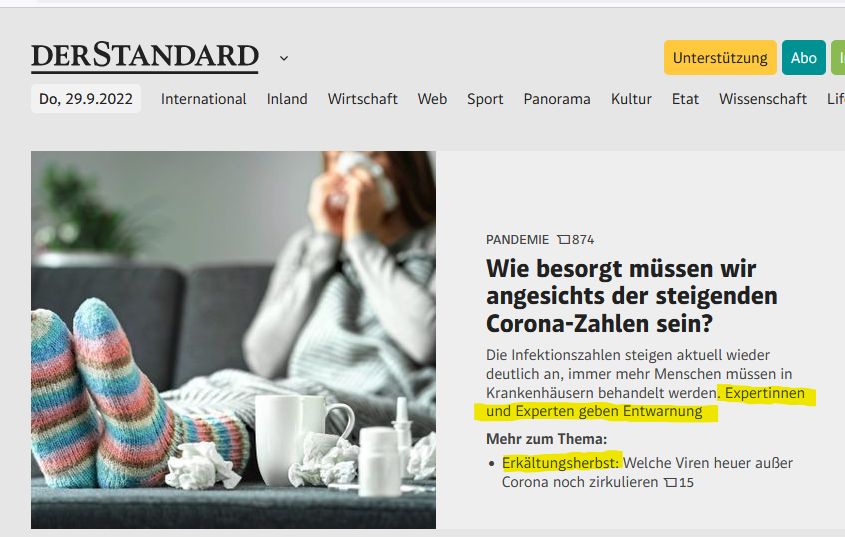 DERSTANDARD
Unterstützung
Abo
Do, 29.9.2022 International Inland Wirtschaft Web Sport Panorama Kultur Etat Wissenschaft
PANDEMIE 874
Wie besorgt müssen wir
angesichts der steigenden
Corona-Zahlen sein?
Die Infektionszahlen steigen aktuell wieder
deutlich an, immer mehr Menschen müssen in
Krankenhäusern behandelt werden. Expertinnen
und Experten geben Entwarnung
Mehr zum Thema:
• Erkältungsherbst: Welche Viren heuer außer
Corona noch zirkulieren 15